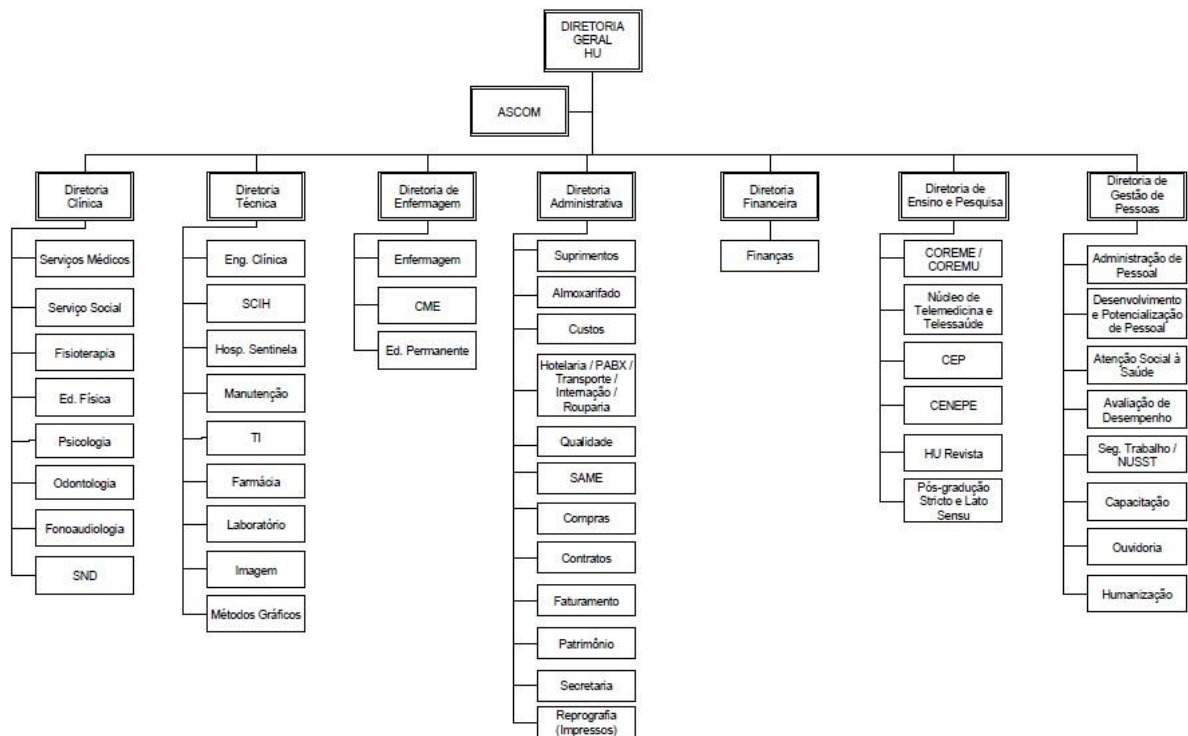 DIRETORIA
GERAL
HU
ASCOM
Diretoria
Clínica
Serviços Médicos
Serviço Social
Fisioterapia
Ed. Física
Psicologia
Odontologia
Fonoaudiologia
SND
Diretoria
Técnica
Eng. Clínica
SCIH
Hosp. Sentinela
Manutenção
TI
Farmácia
Laboratório
Imagem
Métodos Gráficos
Diretoria de
Enfermagem
Enfermagem
CME
Ed. Permanente
Diretoria
Administrativa
Suprimentos
Almoxarifado
Custos
Hotelaria / PABX /
Transporte /
Internação /
Rouparia
Qualidade
SAME
Compras
Contratos
Faturamento
Patrimônio
Secretaria
Reprografia
(Impressos)
Diretoria
Financeira
Finanças
Diretoria de
Ensino e Pesquisa
COREME /
COREMU
Núcleo de
Telemedicina e
Telessaúde
CEP
CENEPE
HU Revista
Pós-gradução
Stricto e Lato
Sensu
Diretoria de
Gestão de
Pessoas
Administração de
Pessoal
Desenvolvimento
e Potencialização
de Pessoal
Atenção Social à
Saúde
Avaliação de
Desempenho
Seg. Trabalho /
NUSST
Capacitação
Ouvidoria
Humanização